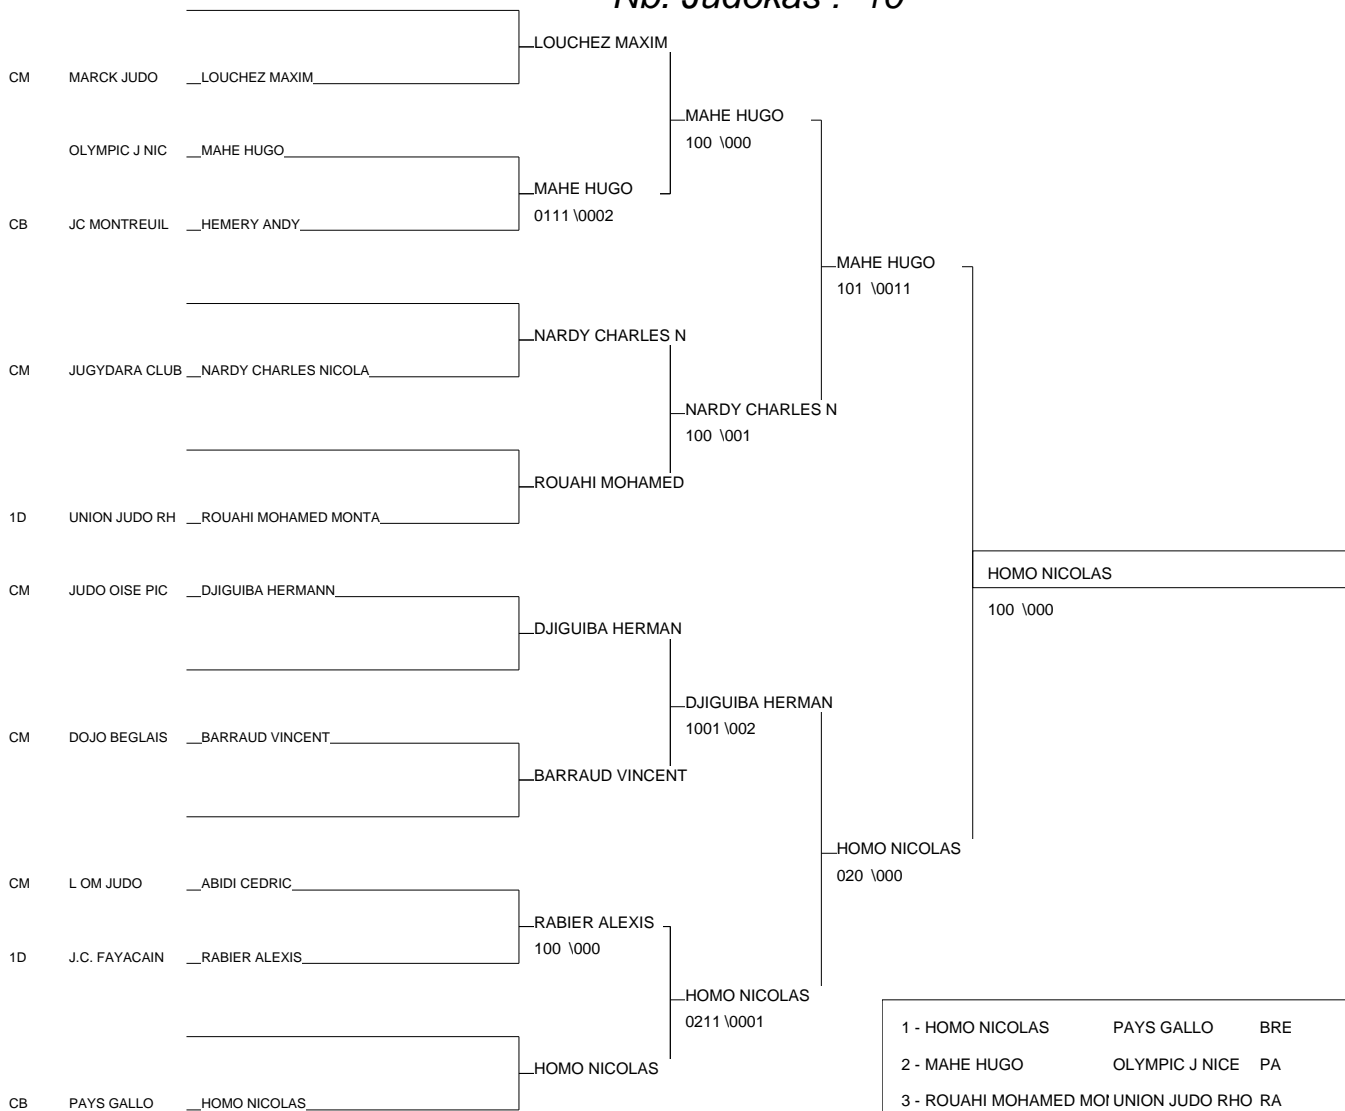 Nb. Judokas : 10
LOUCHEZ MAXIM
CM MARCK JUDO LOUCHEZ MAXIM
MAHE HUGO
100 \000
OLYMPIC J NIC MAHE HUGO
MAHE HUGO
0111 \0002
CB JC MONTREUIL HEMERY ANDY
MAHE HUGO
101 \0011
NARDY CHARLES N
CM JUGYDARA CLUB NARDY CHARLES NICOLA
NARDY CHARLES N
100 \001
ROUAHI MOHAMED
1D UNION JUDO RH ROUAHI MOHAMED MONTA
HOMO NICOLAS
100 \000
CM JUDO OISE PIC DJIGUIBA HERMANN
DJIGUIBA HERMAN
DJIGUIBA HERMAN
1001 \002
CM DOJO BEGLAIS BARRAUD VINCENT
BARRAUD VINCENT
HOMO NICOLAS
020 \000
CM L OM JUDO ABIDI CEDRIC
RABIER ALEXIS
100 \000
1D J.C. FAYACAIN RABIER ALEXIS
HOMO NICOLAS
0211 \0001
HOMO NICOLAS
CB PAYS GALLO HOMO NICOLAS
1 - HOMO NICOLAS PAYS GALLO BRE
2 - MAHE HUGO OLYMPIC J NICE PA
3 - ROUAHI MOHAMED MOI UNION JUDO RHO RA